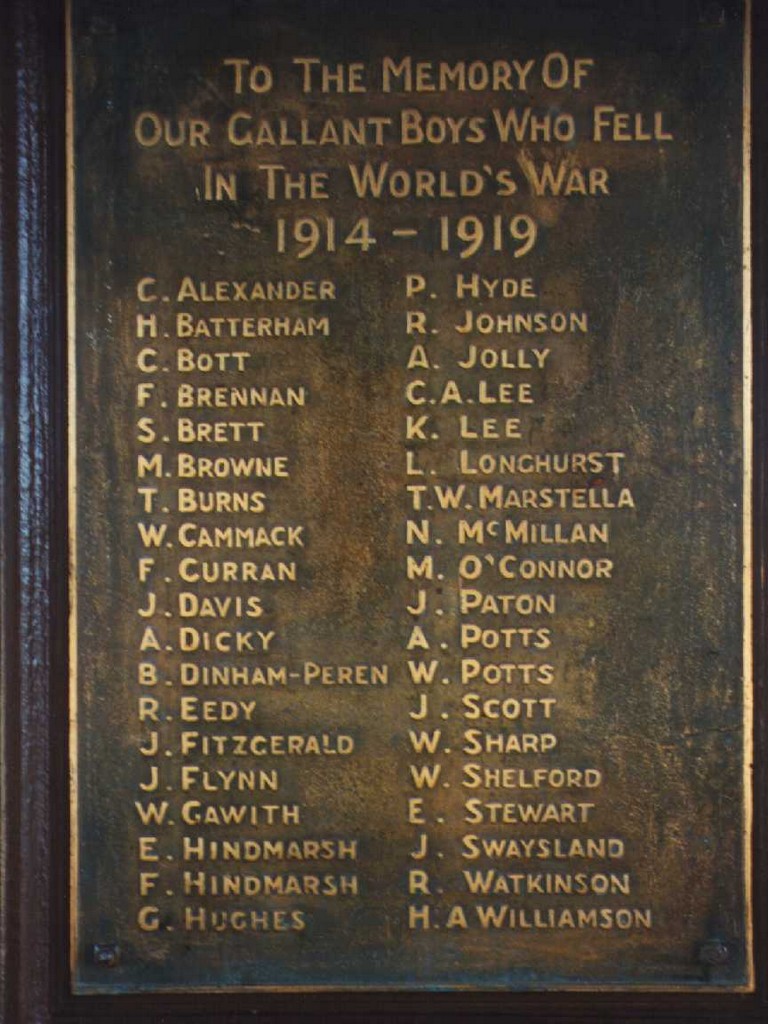 TO THE MEMORY OF
OUR GALLANT BOYS WHO FELL
IN THE WORLD'S WAR
1914 - 1919
C. ALEXANDER
H. BATTERHAM
C. BOTT
F. BRENNAN
S. BRETT
M. BROWNE
T. BURNS
W. CAMMACK
F. CURRAN
J. DAVIS
A. DICKY
B. DINHAM-PEREN
R. EEDY
J. FITZGERALD
J. FLYNN
W. GAWITH
E. HINDMARSH
F. HINDMARSH
G. HUGHES
P. HYDE
R. JOHNSON
A. JOLLY
C.A. LEE
K. LEE
L. LONGHURST
T.W. MARSTELLA
N. McMILLAN
M. O'CONNOR
J. PATON
A. POTTS
W. POTTS
J. SCOTT
W. SHARP
W. SHELFORD
E. STEWART
J. SWAYSLAND
R. WATKINSON
H.A WILLIAMSON